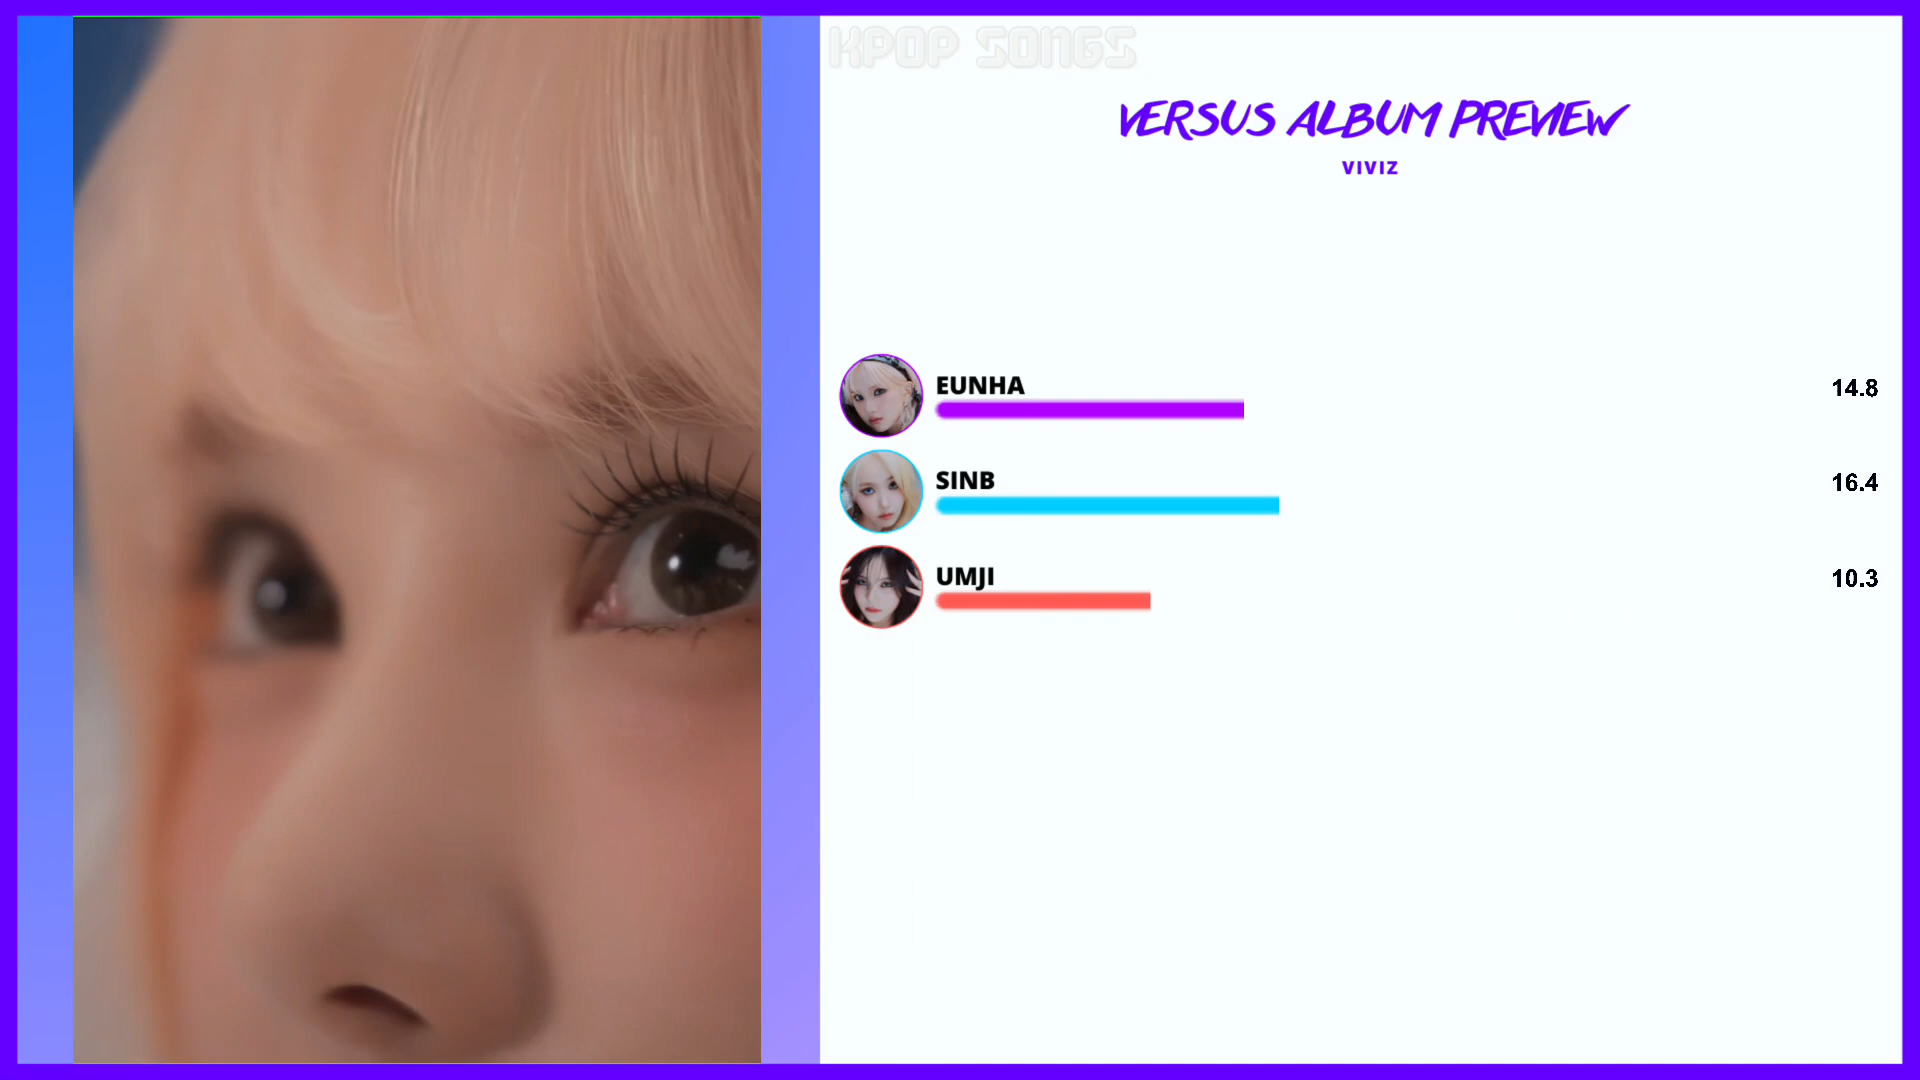 KPOP SONGS
VERSUS ALBUM PREVIEW
VIVIZ
EUNHA
14.8
SINB
16.4
UMJI
10.3